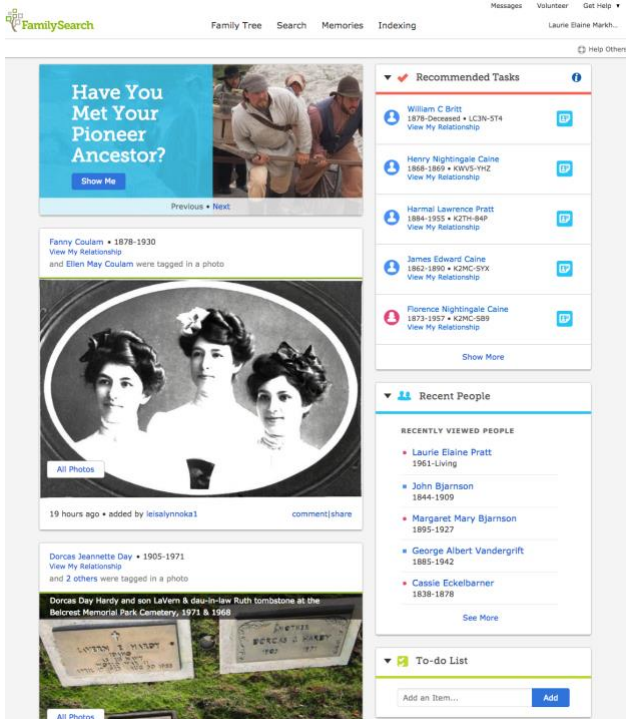 Messages Volunteer Get Help ▼
FamilySearch
Family Tree Search Memories Indexing
Laurie Elaine Markh...
Help Others
Have You
Met Your
Pioneer
Ancestor?
Show Me
Previous • Next
Fanny Coulam • 1878-1930
View My Relationship
and Ellen May Coulam were tagged in a photo
All Photos
19 hours ago • added by leisalynnoka1
comment|share
Dorcas Jeannette Day • 1905-1971
View My Relationship
and 2 others were tagged in a photo
Dorcas Day Hardy and son LaVern & dau-in-law Ruth tombstone at the
Belcrest Memorial Park Cemetery, 1971 & 1968
LAVERN E HARDY
IDAHO
DORCAS D HARDY
All Photos
Recommended Tasks
William C Britt
1878-Deceased • LC3N-5T4
View My Relationship
Henry Nightingale Caine
1868-1869 • KWV5-YHZ
View My Relationship
Harmal Lawrence Pratt
1884-1955 • K2TH-84P
View My Relationship
James Edward Caine
1862-1890 • K2MC-SYX
View My Relationship
Florence Nightingale Caine
1873-1957 • K2MC-SB9
View My Relationship
Show More
Recent People
RECENTLY VIEWED PEOPLE
Laurie Elaine Pratt
1961-Living
John Bjarnson
1844-1909
Margaret Mary Bjarnson
1895-1927
George Albert Vandergrift
1885-1942
Cassie Eckelbarner
1838-1878
See More
To-do List
Add an Item...
Add